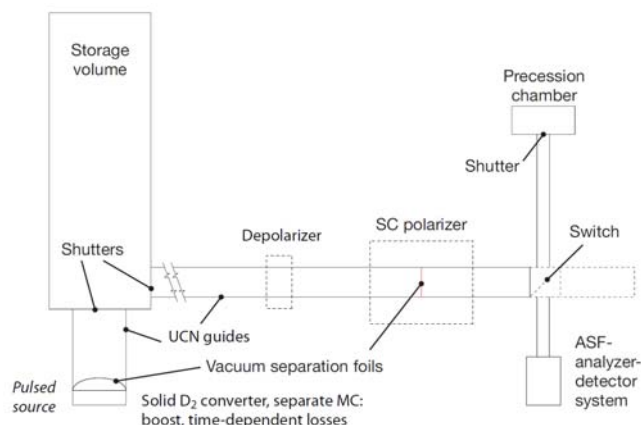 Storage
volume
Precession
chamber
Shutter
Depolarizer
SC polarizer
Switch
Shutters
UCN guides
Vacuum separation foils
ASF-
analyzer-
detector
system
Pulsed
source
Solid D₂ converter, separate MC:
boost, time-dependent losses